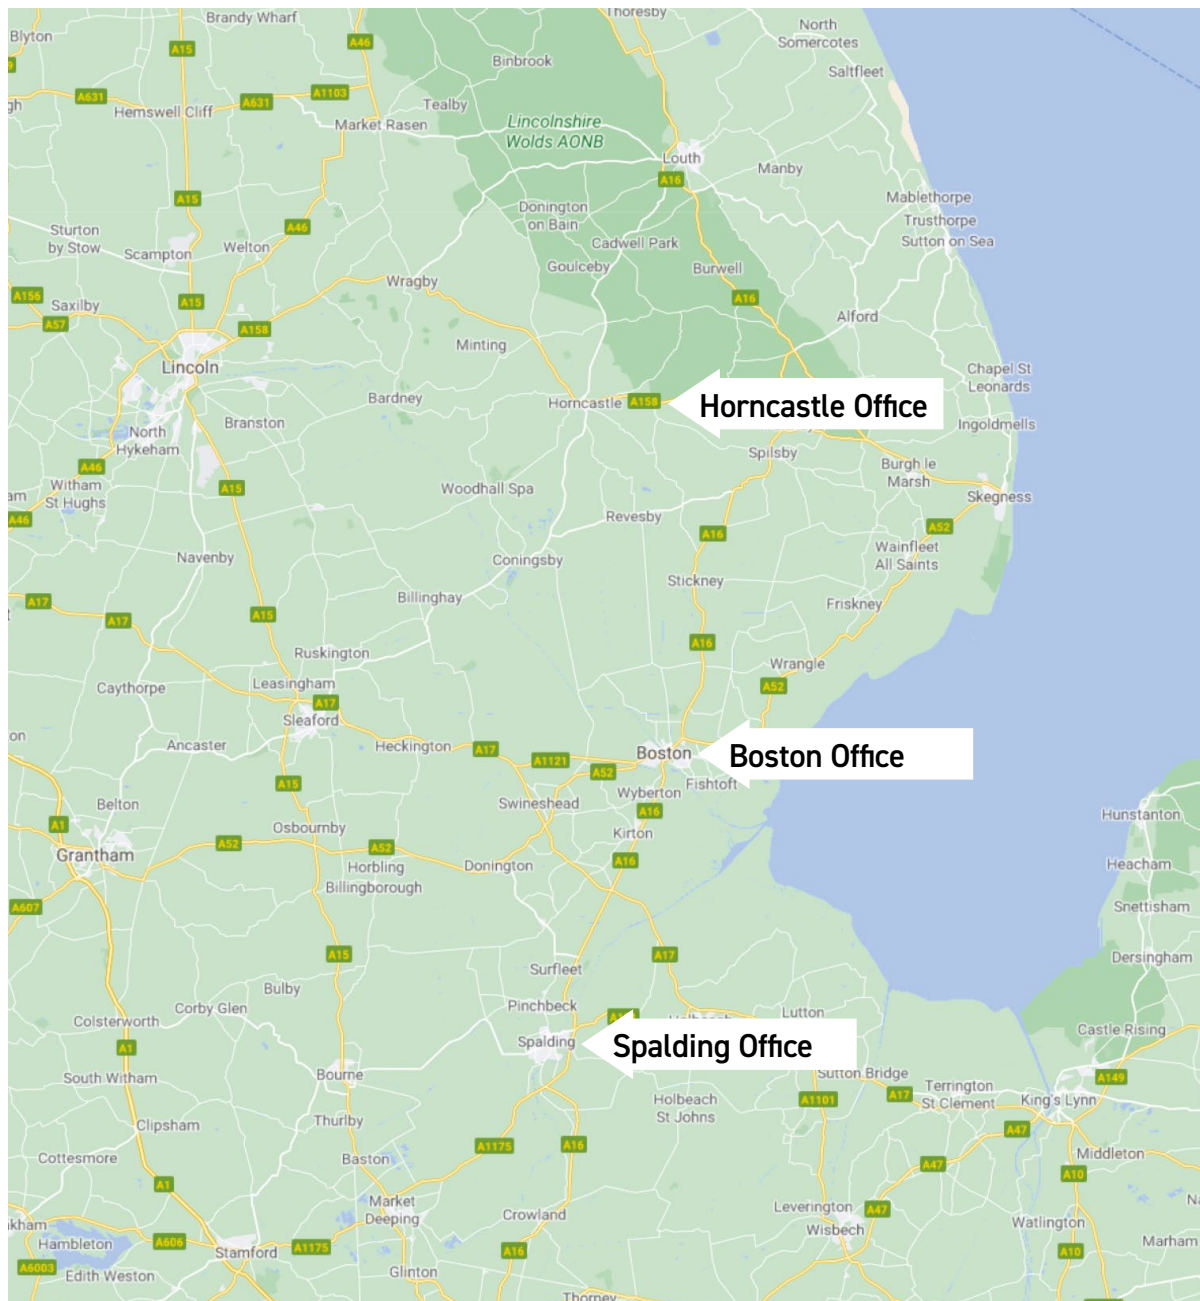 Brandy Wharf
Thoresby
North
Somercotes
Blyton
A15
A46
Binbrook
Saltfleet
A631
A631
A1103
Hemswell Cliff
Tealby
Market Rasen
Lincolnshire
Wolds AONB
Louth
A16
Manby
A15
Mablethorpe
Trusthorpe
Sutton on Sea
Donington
on Bain
Cadwell Park
Goulceby
Burwell
Sturton
by Stow
Scampton
Welton
A46
Wragby
A156
Saxilby
A57
A15
A158
A16
Alford
Minting
Lincoln
Chapel St
Leonards
Bardney
Horncastle
A158
Horncastle Office
Ingoldmells
Branston
North
Hykeham
Spilsby
Burgh le
Marsh
Skegness
A46
Witham
St Hughs
A15
Woodhall Spa
Revesby
A46
A16
A52
Wainfleet
All Saints
Navenby
Coningsby
Stickney
A17
A17
A15
Billinghay
Friskney
A16
Ruskington
Wrangle
Leasingham
A52
Caythorpe
A17
Sleaford
Ancaster
Heckington
A17
A1121
A52
Boston
Boston Office
Fishtoft
Wyberton
A15
Belton
Swineshead
A16
Kirton
Hunstanton
A1
Osbournby
Grantham
A52
A52
Horbling
Billingborough
Donington
A16
Heacham
A607
Snettisham
A15
A17
Dersingham
Surfleet
Bulby
Corby Glen
Pinchbeck
Lutton
Colsterworth
Castle Rising
A1
Spalding
Spalding Office
South Witham
Bourne
Sutton Bridge
A149
Terrington
St Clement
King's Lynn
A17
A1101
Holbeach
St Johns
Thurlby
Clipsham
A1175
A16
A47
Middleton
Cottesmore
Baston
A47
A10
A1
Market
Deeping
Crowland
Leverington
A47
Wisbech
Watlington
Hambleton
A606
Stamford
A1175
A16
A10
Marham
A6003
Edith Weston
Glinton
Thorney